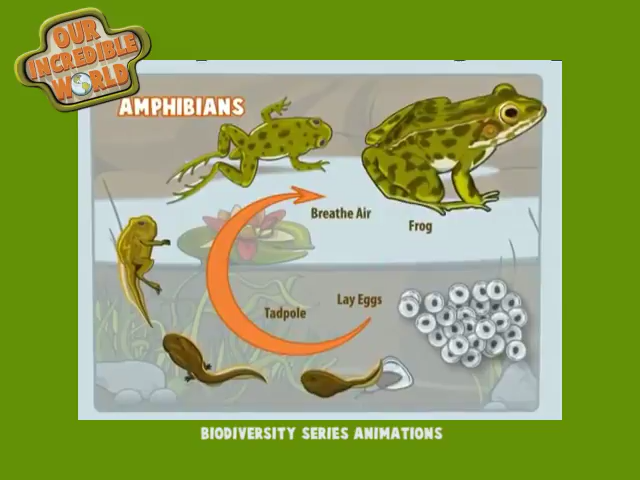 OUR
INCREDIBLE
WORLD
AMPHIBIANS
Breathe Air
Frog
Lay Eggs
Tadpole
BIODIVERSITY SERIES ANIMATIONS